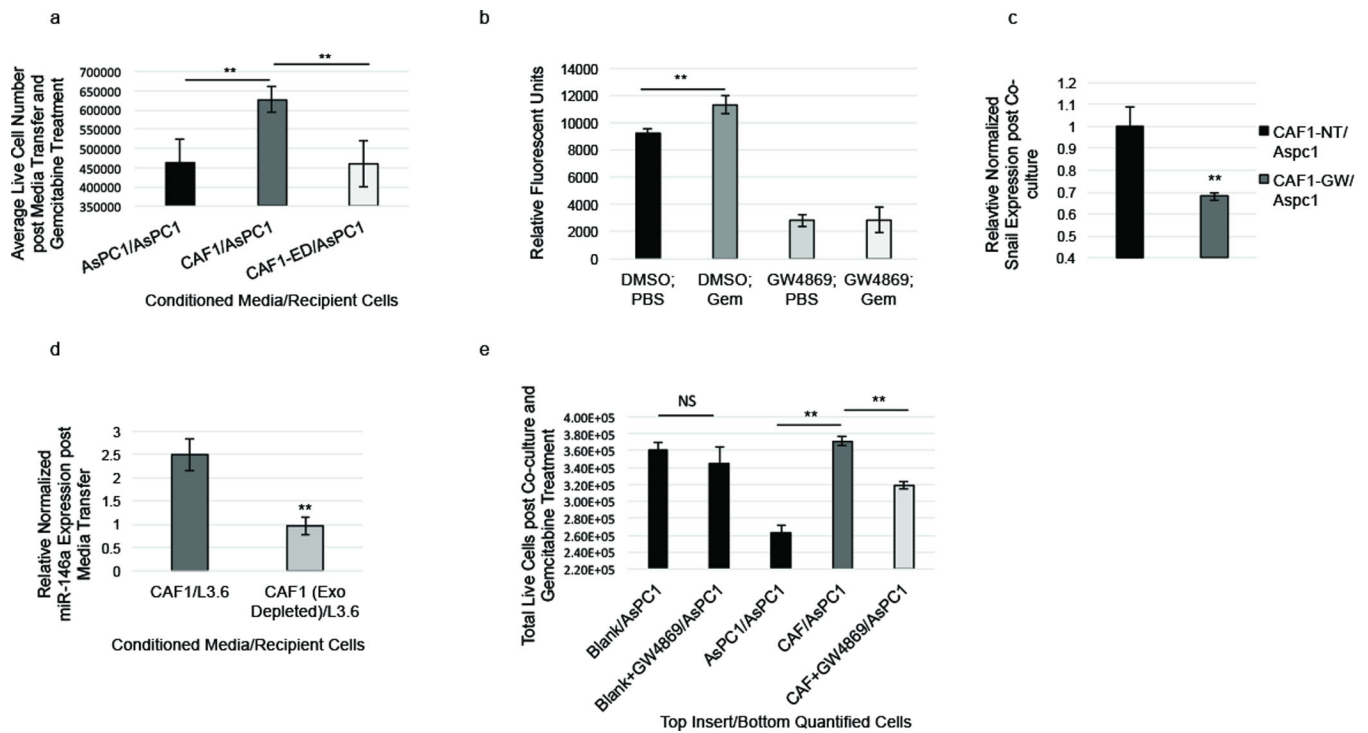 a
Average Live Cell Number
post Media Transfer and
Gemcitabine Treatment
700000
650000
600000
550000
500000
450000
400000
350000
**
**
AsPC1/AsPC1
CAF1/AsPC1
CAF1-ED/AsPC1
Conditioned Media/Recipient Cells
b
Relative Fluorescent Units
14000
12000
10000
8000
6000
4000
2000
0
**
DMSO;
PBS
DMSO;
Gem
GW4869;
PBS
GW4869;
Gem
c
Relavtive Normalized
Snail Expression post Co-
culture
1.2
1.1
1
0.9
0.8
0.7
0.6
0.5
0.4
**
CAF1-NT/
Aspc1
CAF1-GW/
Aspc1
d
Relative Normalized
miR-146a Expression post
Media Transfer
3
2.5
2
1.5
1
0.5
0
**
CAF1/L3.6
CAF1 (Exo
Depleted)/L3.6
Conditioned Media/Recipient Cells
e
Total Live Cells post Co-culture and
Gemcitabine Treatment
4.00E+05
3.80E+05
3.60E+05
3.40E+05
3.20E+05
3.00E+05
2.80E+05
2.60E+05
2.40E+05
2.20E+05
NS
**
**
Blank/AsPC1
Blank+GW4869/AsPC1
AsPC1/AsPC1
CAF/AsPC1
CAF+GW4869/AsPC1
Top Insert/Bottom Quantified Cells